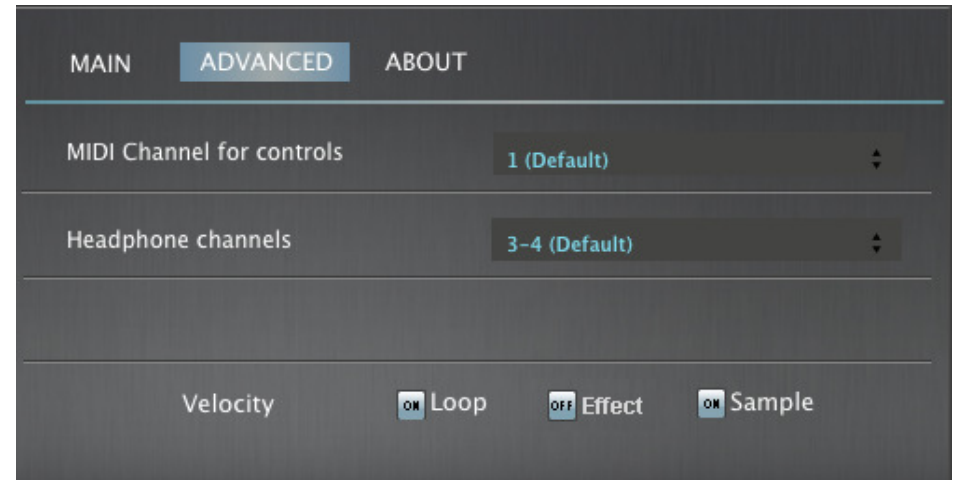 MAIN ADVANCED ABOUT
MIDI Channel for controls 1 (Default)
Headphone channels 3-4 (Default)
Velocity ON Loop OFF Effect ON Sample